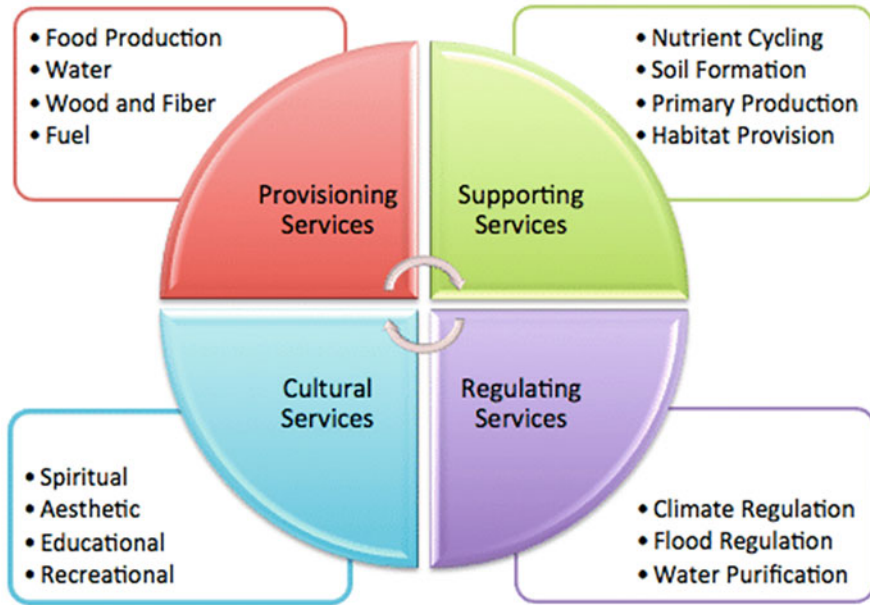 • Food Production
• Water
• Wood and Fiber
• Fuel
• Nutrient Cycling
• Soil Formation
• Primary Production
• Habitat Provision
Provisioning
Services
Supporting
Services
Cultural
Services
Regulating
Services
• Spiritual
• Aesthetic
• Educational
• Recreational
• Climate Regulation
• Flood Regulation
• Water Purification